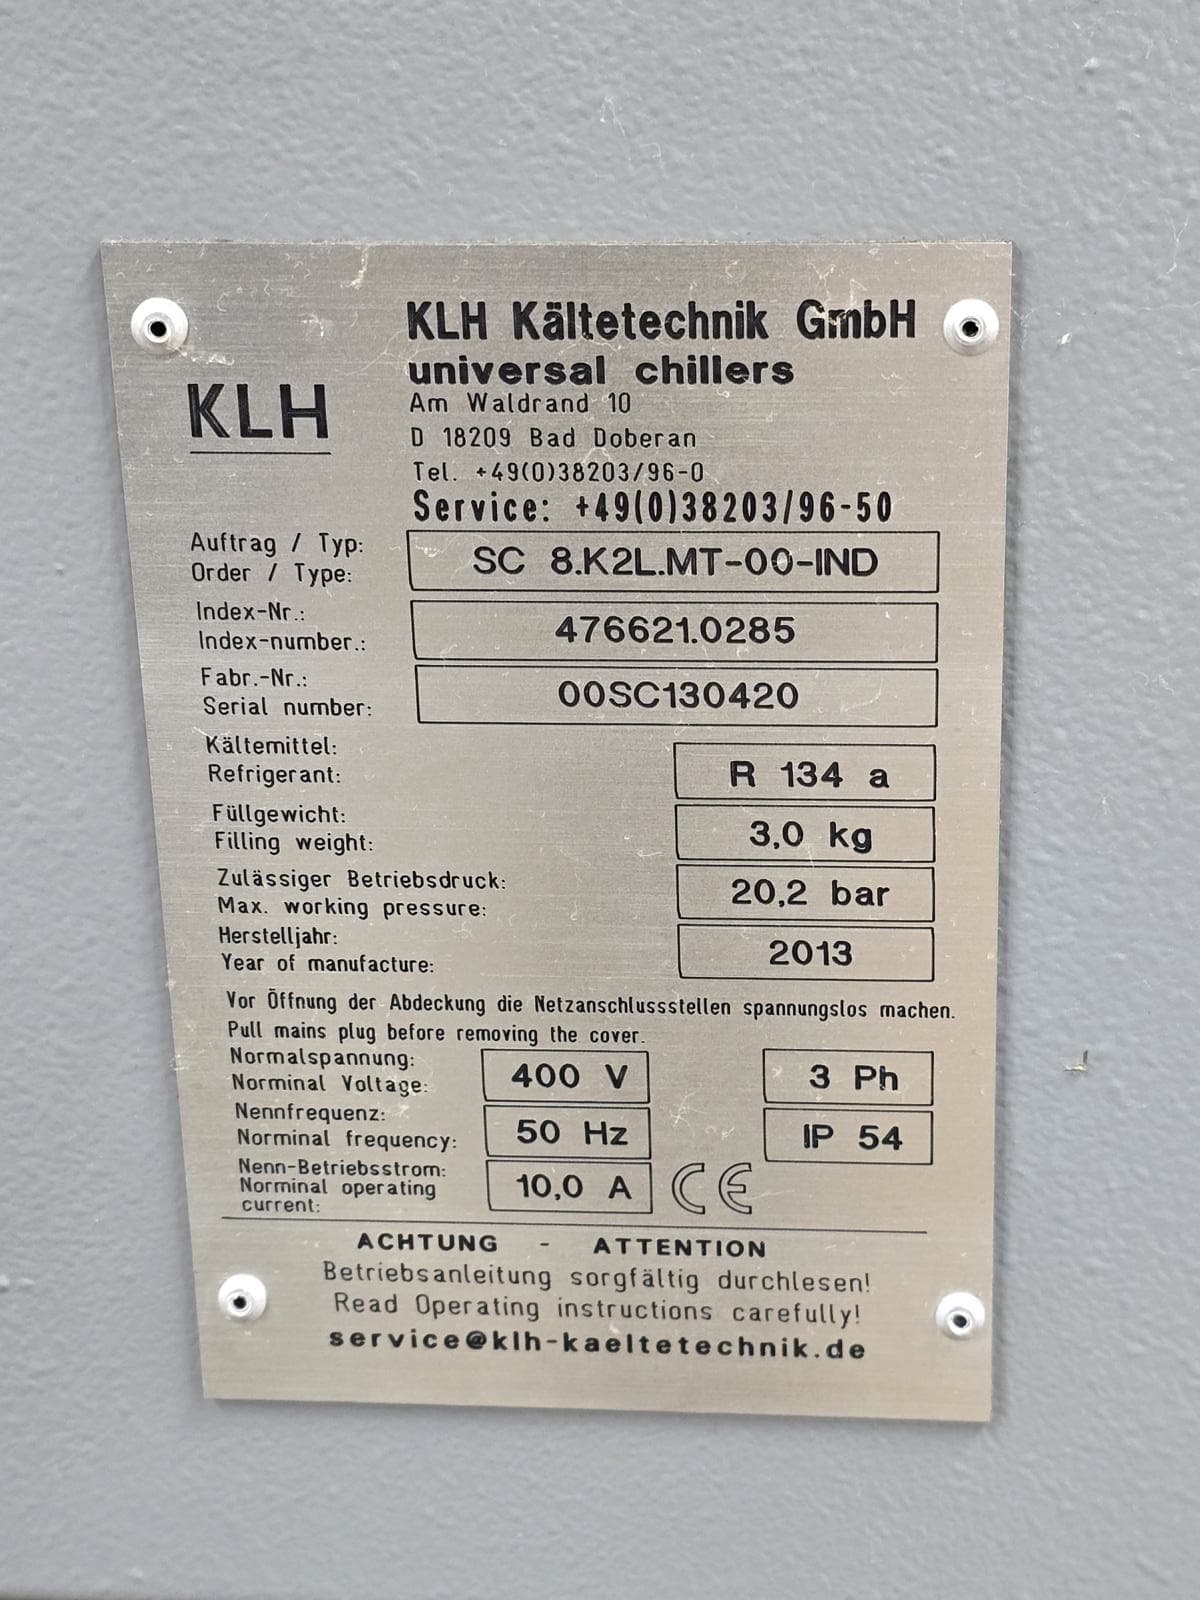 KLH Kältetechnik GmbH
universal chillers
KLH
Am Waldrand 10
D 18209 Bad Doberan
Tel. +49(0)38203/96-0
Service: +49(0)38203/96-50
Auftrag / Typ:
Order / Type:
SC 8.K2L.MT-00-IND
Index-Nr.:
Index-number.:
476621.0285
Fabr.-Nr.:
Serial number:
00SC130420
Kältemittel:
Refrigerant:
R 134 a
Füllgewicht:
Filling weight:
3,0 kg
Zulässiger Betriebsdruck:
Max. working pressure:
20,2 bar
Herstelljahr:
Year of manufacture:
2013
Vor Öffnung der Abdeckung die Netzanschlussstellen spannungslos machen.
Pull mains plug before removing the cover.
Normalspannung:
Norminal Voltage:
400 V
3 Ph
Nennfrequenz:
Norminal frequency:
50 Hz
IP 54
Nenn-Betriebsstrom:
Norminal operating
current:
10,0 A
CE
ACHTUNG - ATTENTION
Betriebsanleitung sorgfältig durchlesen!
Read Operating instructions carefully!
service@klh-kaeltetechnik.de